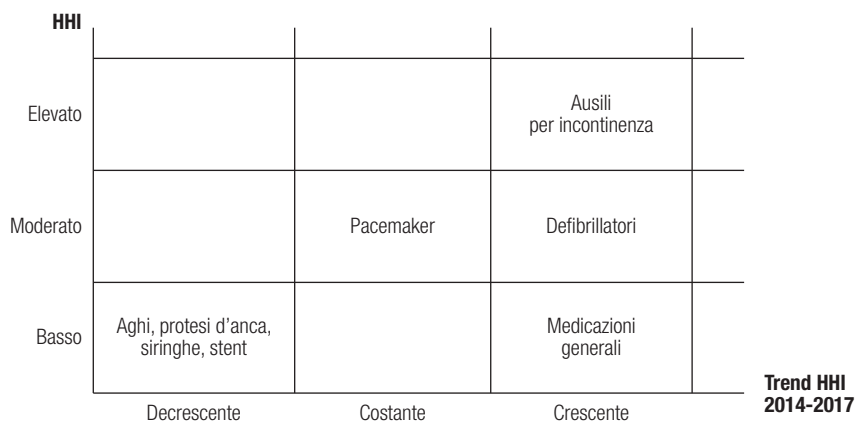 HHI
Elevato
Ausili
per incontinenza
Moderato
Pacemaker
Defibrillatori
Basso
Aghi, protesi d’anca,
siringhe, stent
Medicazioni
generali
Trend HHI
2014-2017
Decrescente
Costante
Crescente